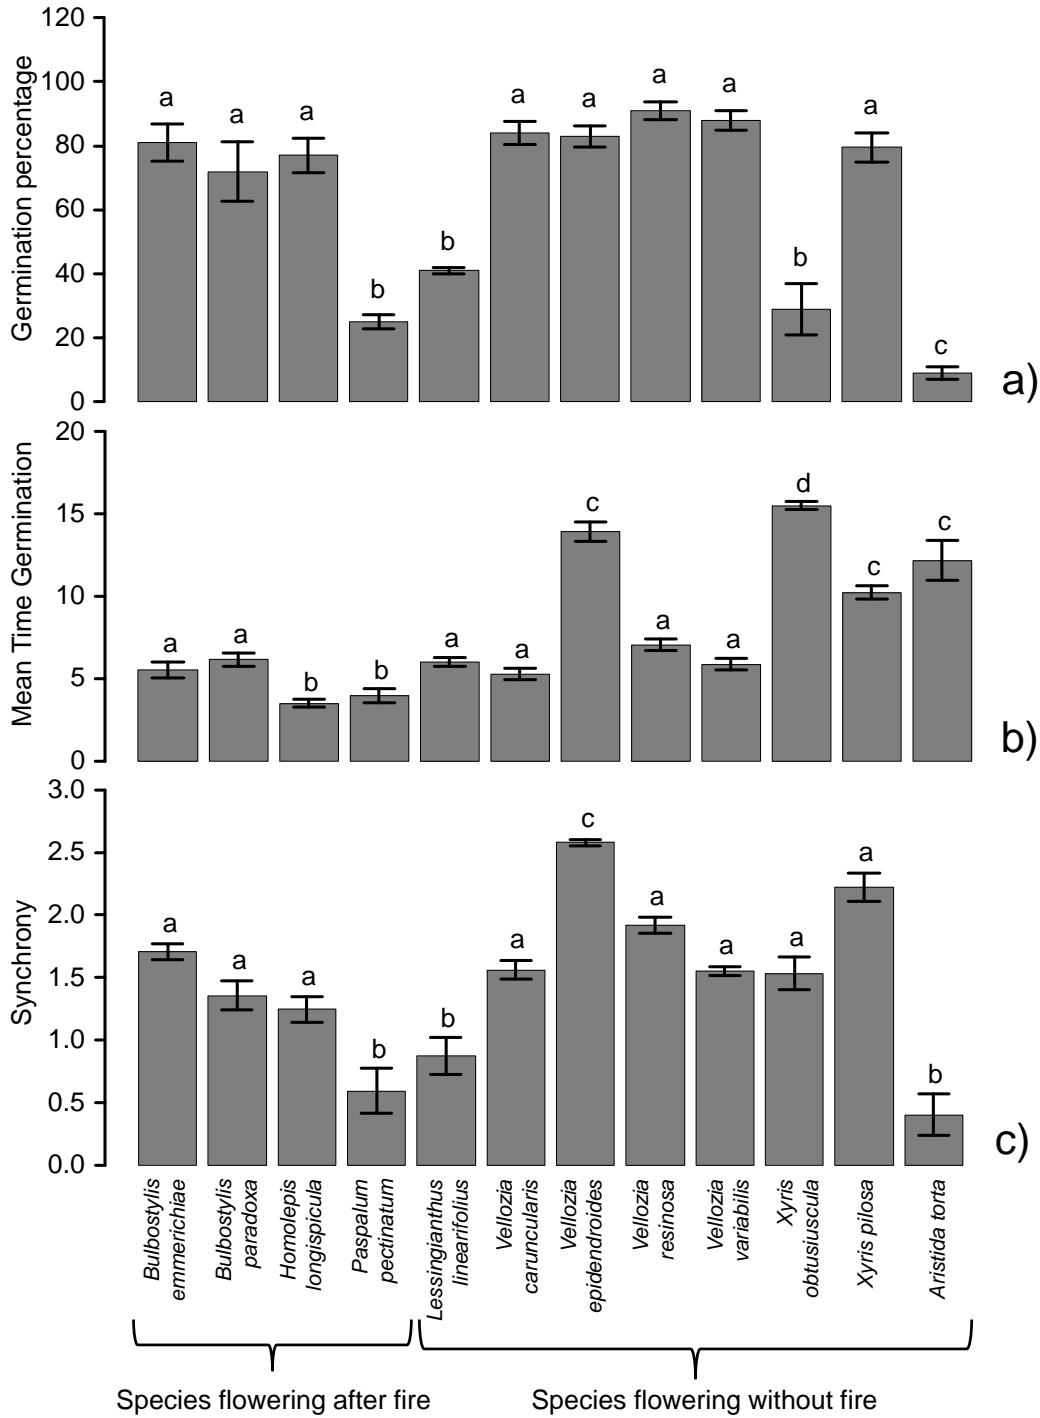 120
100
80
60
40
20
0
Germination percentage
a
a
a
b
b
a
a
a
a
b
a
c
a)
20
15
10
5
0
Mean Time Germination
a
a
b
b
a
a
c
a
a
d
c
c
b)
3.0
2.5
2.0
1.5
1.0
0.5
0.0
Synchrony
a
a
a
b
b
a
c
a
a
a
a
b
c)
Bulbostylis
emmerichiae
Bulbostylis
paradoxa
Homolepis
longispicula
Paspalum
pectinatum
Lessingianthus
linearifolius
Vellozia
caruncularis
Vellozia
epidendroides
Vellozia
resinosa
Vellozia
variabilis
Xyris
obtusiuscula
Xyris pilosa
Aristida torta
Species flowering after fire
Species flowering without fire